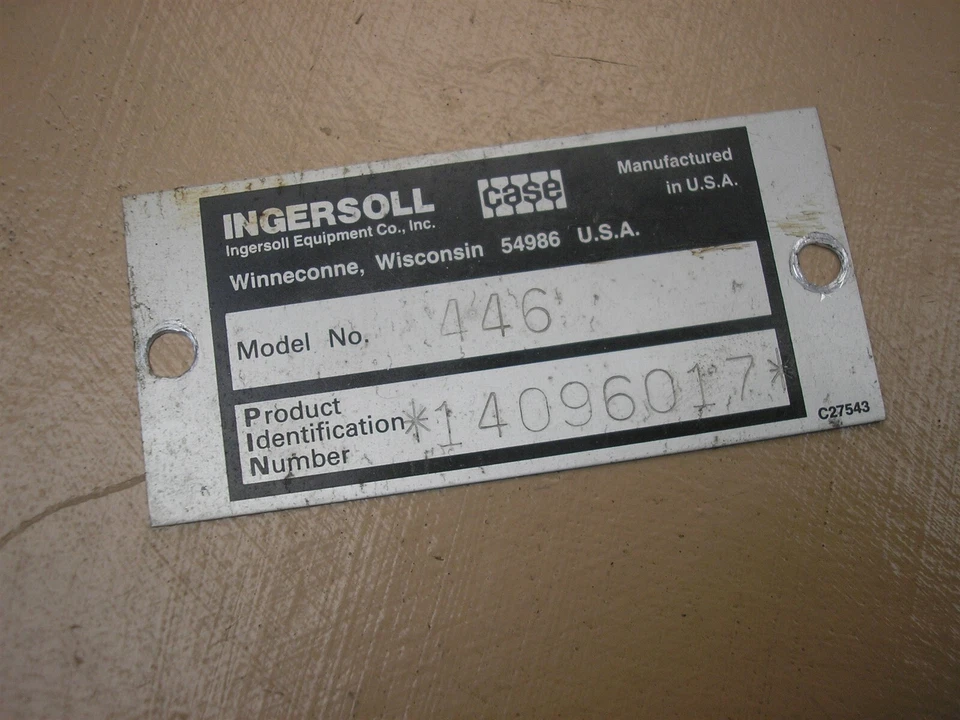 INGERSOLL
Ingersoll Equipment Co., Inc.
case
Manufactured
in U.S.A.
Winneconne, Wisconsin 54986 U.S.A.
Model No. 446
Product
Identification
Number
*14096017*
C27543